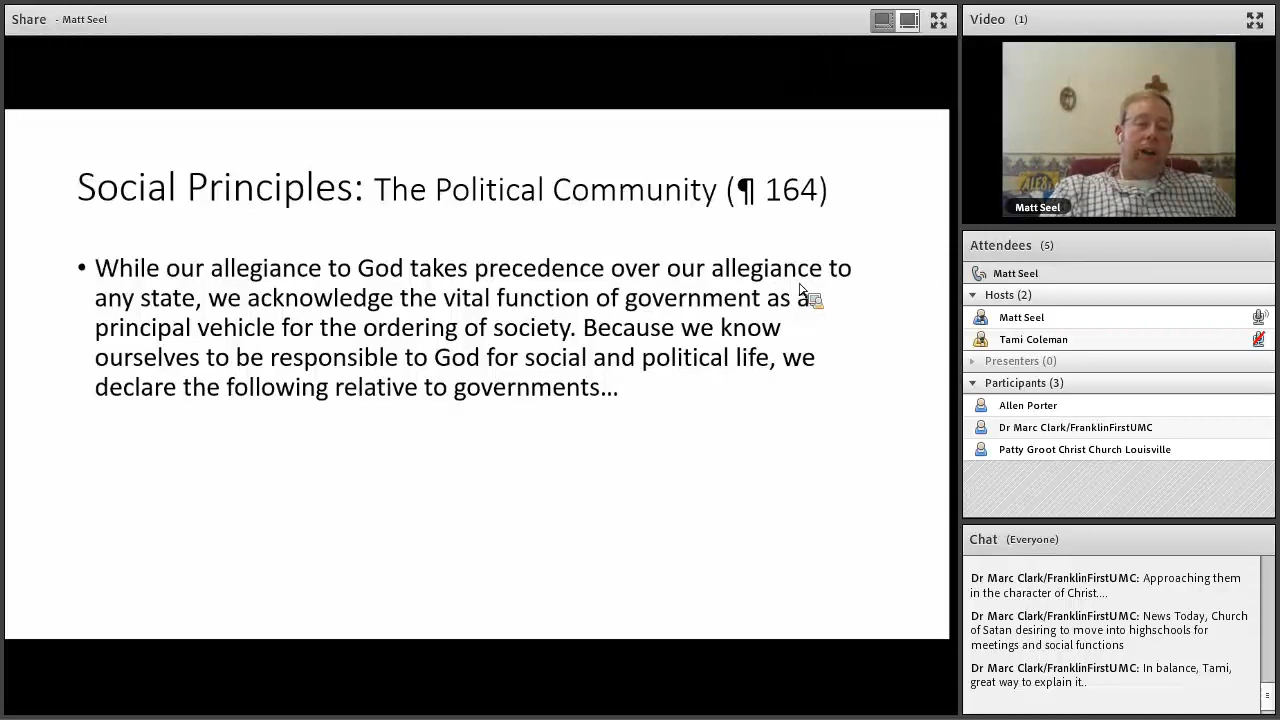 Share - Matt Seel
Social Principles: The Political Community (¶ 164)
• While our allegiance to God takes precedence over our allegiance to
any state, we acknowledge the vital function of government as a
principal vehicle for the ordering of society. Because we know
ourselves to be responsible to God for social and political life, we
declare the following relative to governments…
Video (1)
Matt Seel
Attendees (5)
Matt Seel
Hosts (2)
Matt Seel
Tami Coleman
Presenters (0)
Participants (3)
Allen Porter
Dr Marc Clark/FranklinFirstUMC
Patty Groot Christ Church Louisville
Chat (Everyone)
Dr Marc Clark/FranklinFirstUMC: Approaching them
in the character of Christ....
Dr Marc Clark/FranklinFirstUMC: News Today, Church
of Satan desiring to move into highschools for
meetings and social functions
Dr Marc Clark/FranklinFirstUMC: In balance, Tami,
great way to explain it..